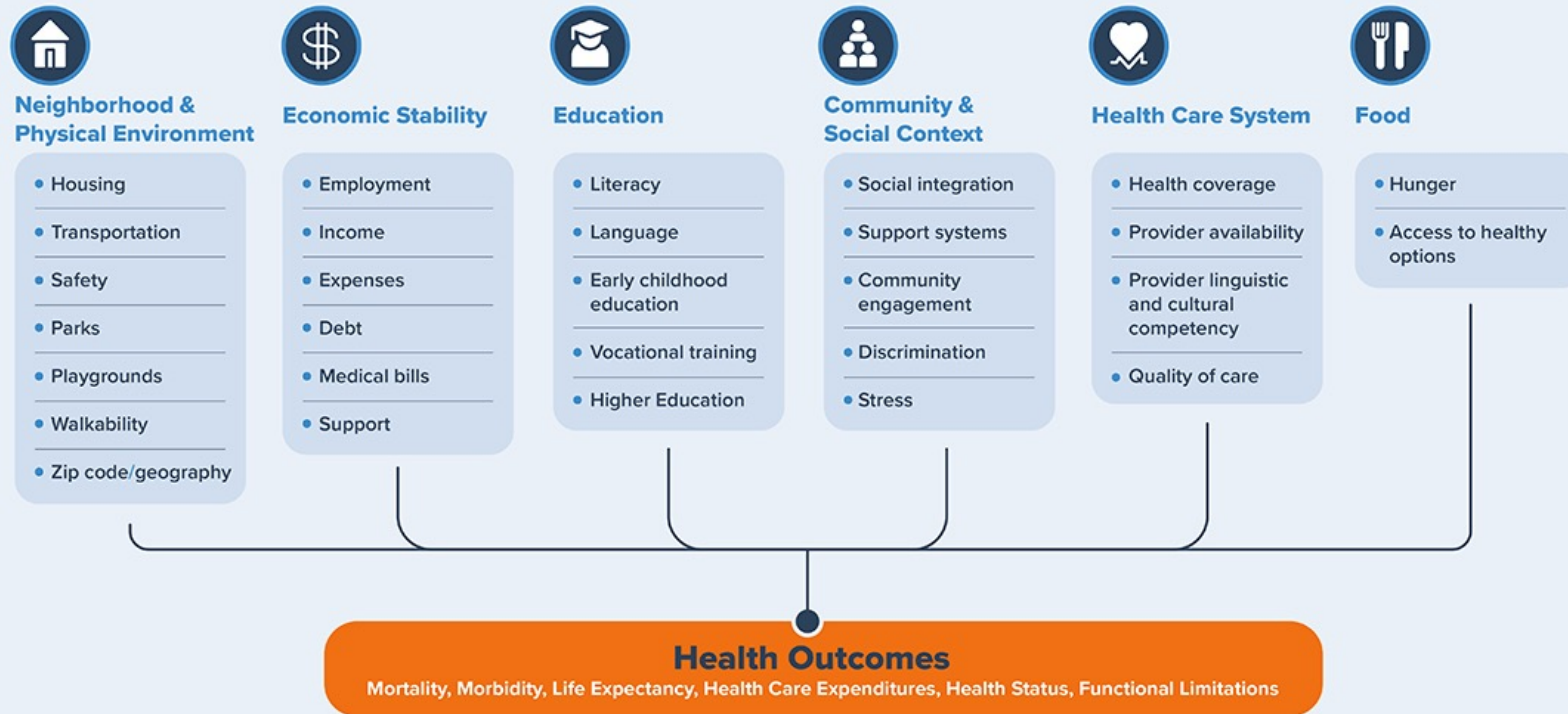 Neighborhood &
Physical Environment
• Housing
• Transportation
• Safety
• Parks
• Playgrounds
• Walkability
• Zip code/geography
Economic Stability
• Employment
• Income
• Expenses
• Debt
• Medical bills
• Support
Education
• Literacy
• Language
• Early childhood
education
• Vocational training
• Higher Education
Community &
Social Context
• Social integration
• Support systems
• Community
engagement
• Discrimination
• Stress
Health Care System
• Health coverage
• Provider availability
• Provider linguistic
and cultural
competency
• Quality of care
Food
• Hunger
• Access to healthy
options
Health Outcomes
Mortality, Morbidity, Life Expectancy, Health Care Expenditures, Health Status, Functional Limitations